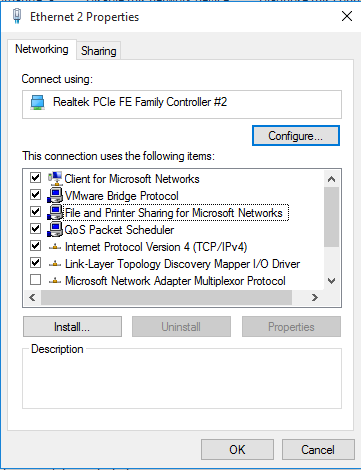 Ethernet 2 Properties
Networking
Sharing
Connect using:
Realtek PCIe FE Family Controller #2
Configure...
This connection uses the following items:
Client for Microsoft Networks
VMware Bridge Protocol
File and Printer Sharing for Microsoft Networks
QoS Packet Scheduler
Internet Protocol Version 4 (TCP/IPv4)
Link-Layer Topology Discovery Mapper I/O Driver
Microsoft Network Adapter Multiplexor Protocol
Install...
Uninstall
Properties
Description
OK
Cancel